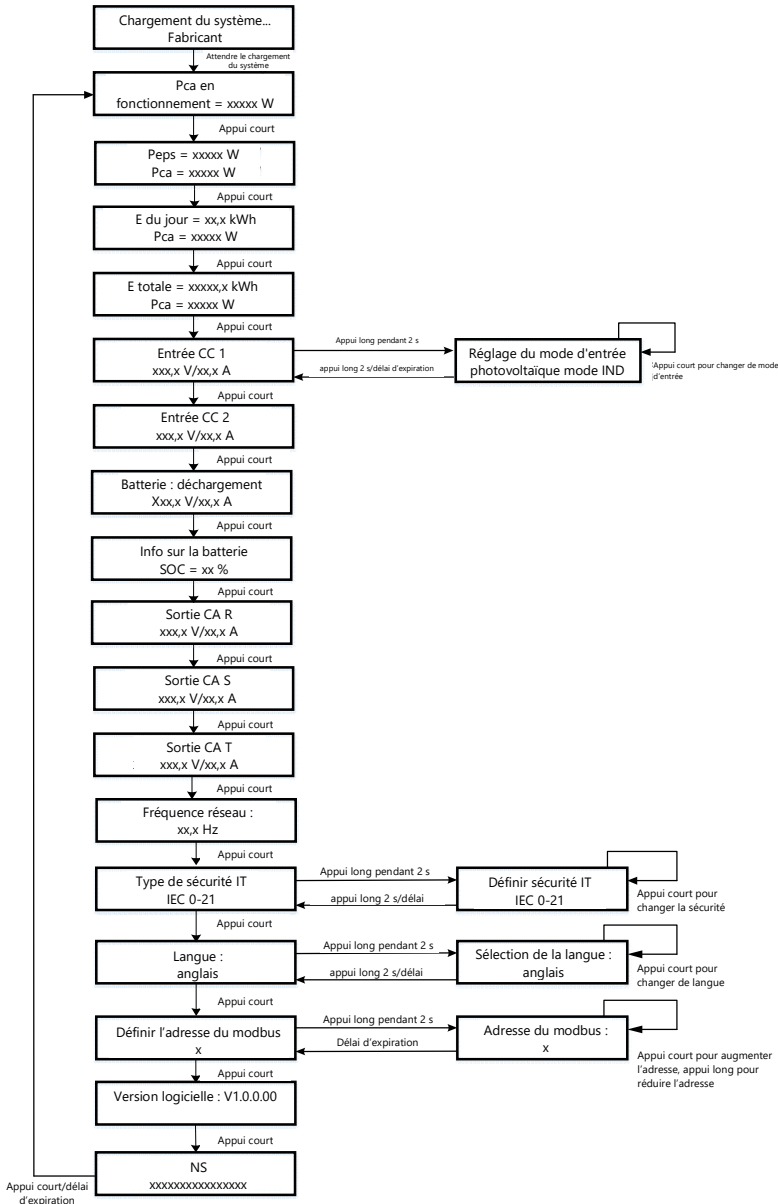 Chargement du système...
Fabricant
Attendre le chargement
du système
Pca en
fonctionnement = xxxxx W
Appui court
Peps = xxxxx W
Pca = xxxxx W
Appui court
E du jour = xx,x kWh
Pca = xxxxx W
Appui court
E totale = xxxxx,x kWh
Pca = xxxxx W
Appui court
Entrée CC 1
xxx,x V/xx,x A
Appui long pendant 2 s
appui long 2 s/délai d'expiration
Réglage du mode d'entrée
photovoltaïque mode IND
Appui court pour changer de mode
d'entrée
Appui court
Entrée CC 2
xxx,x V/xx,x A
Appui court
Batterie : déchargement
Xxx,x V/xx,x A
Appui court
Info sur la batterie
SOC = xx %
Appui court
Sortie CA R
xxx,x V/xx,x A
Appui court
Sortie CA S
xxx,x V/xx,x A
Appui court
Sortie CA T
xxx,x V/xx,x A
Appui court
Fréquence réseau :
xx,x Hz
Appui court
Type de sécurité IT
IEC 0-21
Appui long pendant 2 s
appui long 2 s/délai
Définir sécurité IT
IEC 0-21
Appui court pour
changer la sécurité
Appui court
Langue :
anglais
Appui long pendant 2 s
appui long 2 s/délai
Sélection de la langue :
anglais
Appui court pour
changer de langue
Appui court
Définir l'adresse du modbus
x
Appui long pendant 2 s
Délai d'expiration
Adresse du modbus :
x
Appui court pour augmenter
l'adresse, appui long pour
réduire l'adresse
Appui court
Version logicielle : V1.0.0.00
Appui court
NS
xxxxxxxxxxxxxxxx
Appui court/délai
d'expiration